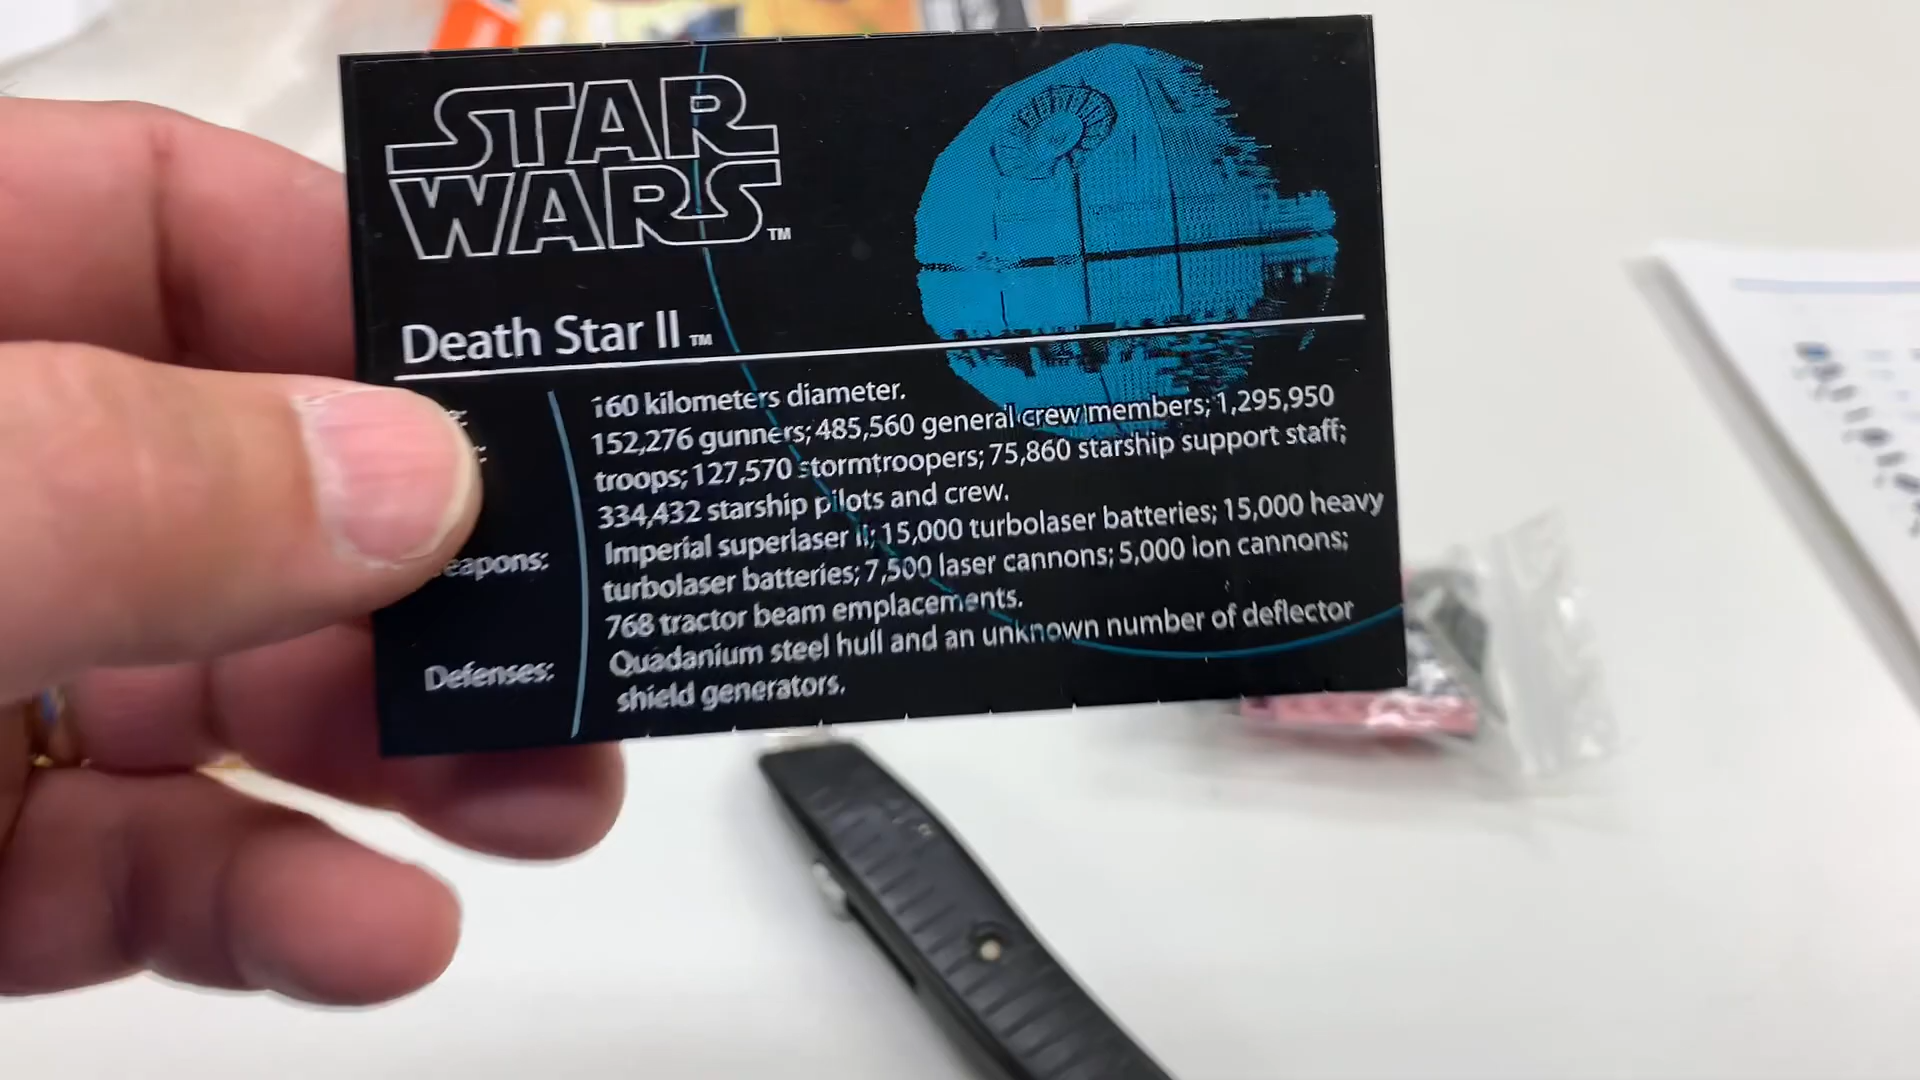 STAR
WARS™
Death Star II™
160 kilometers diameter.
152,276 gunners; 485,560 general crew members; 1,295,950
troops; 127,570 stormtroopers; 75,860 starship support staff;
334,432 starship pilots and crew.
eapons: Imperial superlaser II; 15,000 turbolaser batteries; 15,000 heavy
turbolaser batteries; 7,500 laser cannons; 5,000 ion cannons;
768 tractor beam emplacements.
Defenses: Quadanium steel hull and an unknown number of deflector
shield generators.